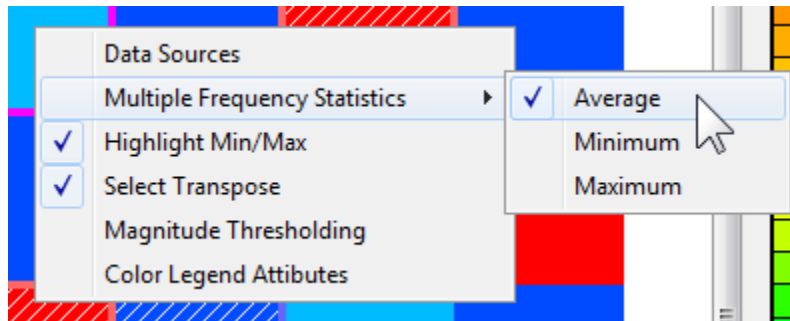 Data Sources
Multiple Frequency Statistics
Highlight Min/Max
Select Transpose
Magnitude Thresholding
Color Legend Attibutes
Average
Minimum
Maximum